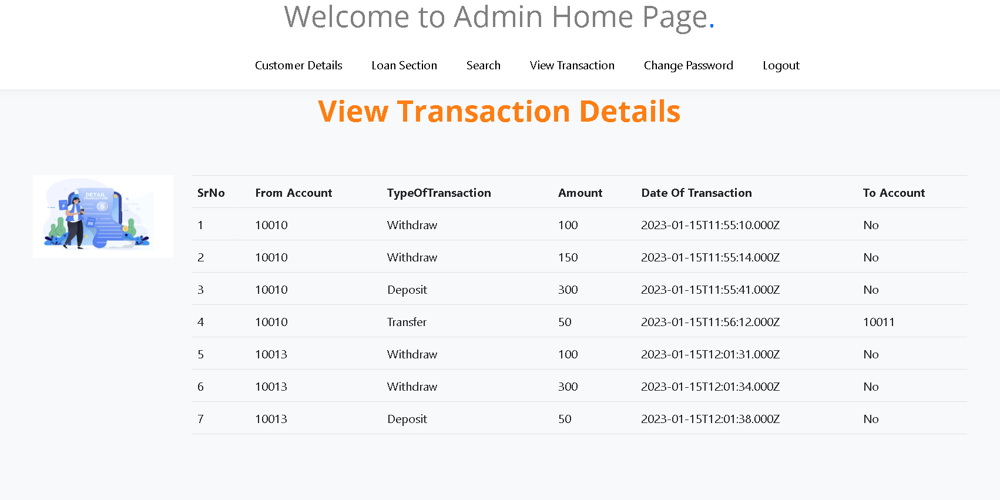 Welcome to Admin Home Page.
Customer Details Loan Section Search View Transaction Change Password Logout
View Transaction Details
DETAIL
TRANSACTION
SrNo From Account TypeOfTransaction Amount Date Of Transaction To Account
1 10010 Withdraw 100 2023-01-15T11:55:10.000Z No
2 10010 Withdraw 150 2023-01-15T11:55:14.000Z No
3 10010 Deposit 300 2023-01-15T11:55:41.000Z No
4 10010 Transfer 50 2023-01-15T11:56:12.000Z 10011
5 10013 Withdraw 100 2023-01-15T12:01:31.000Z No
6 10013 Withdraw 300 2023-01-15T12:01:34.000Z No
7 10013 Deposit 50 2023-01-15T12:01:38.000Z No